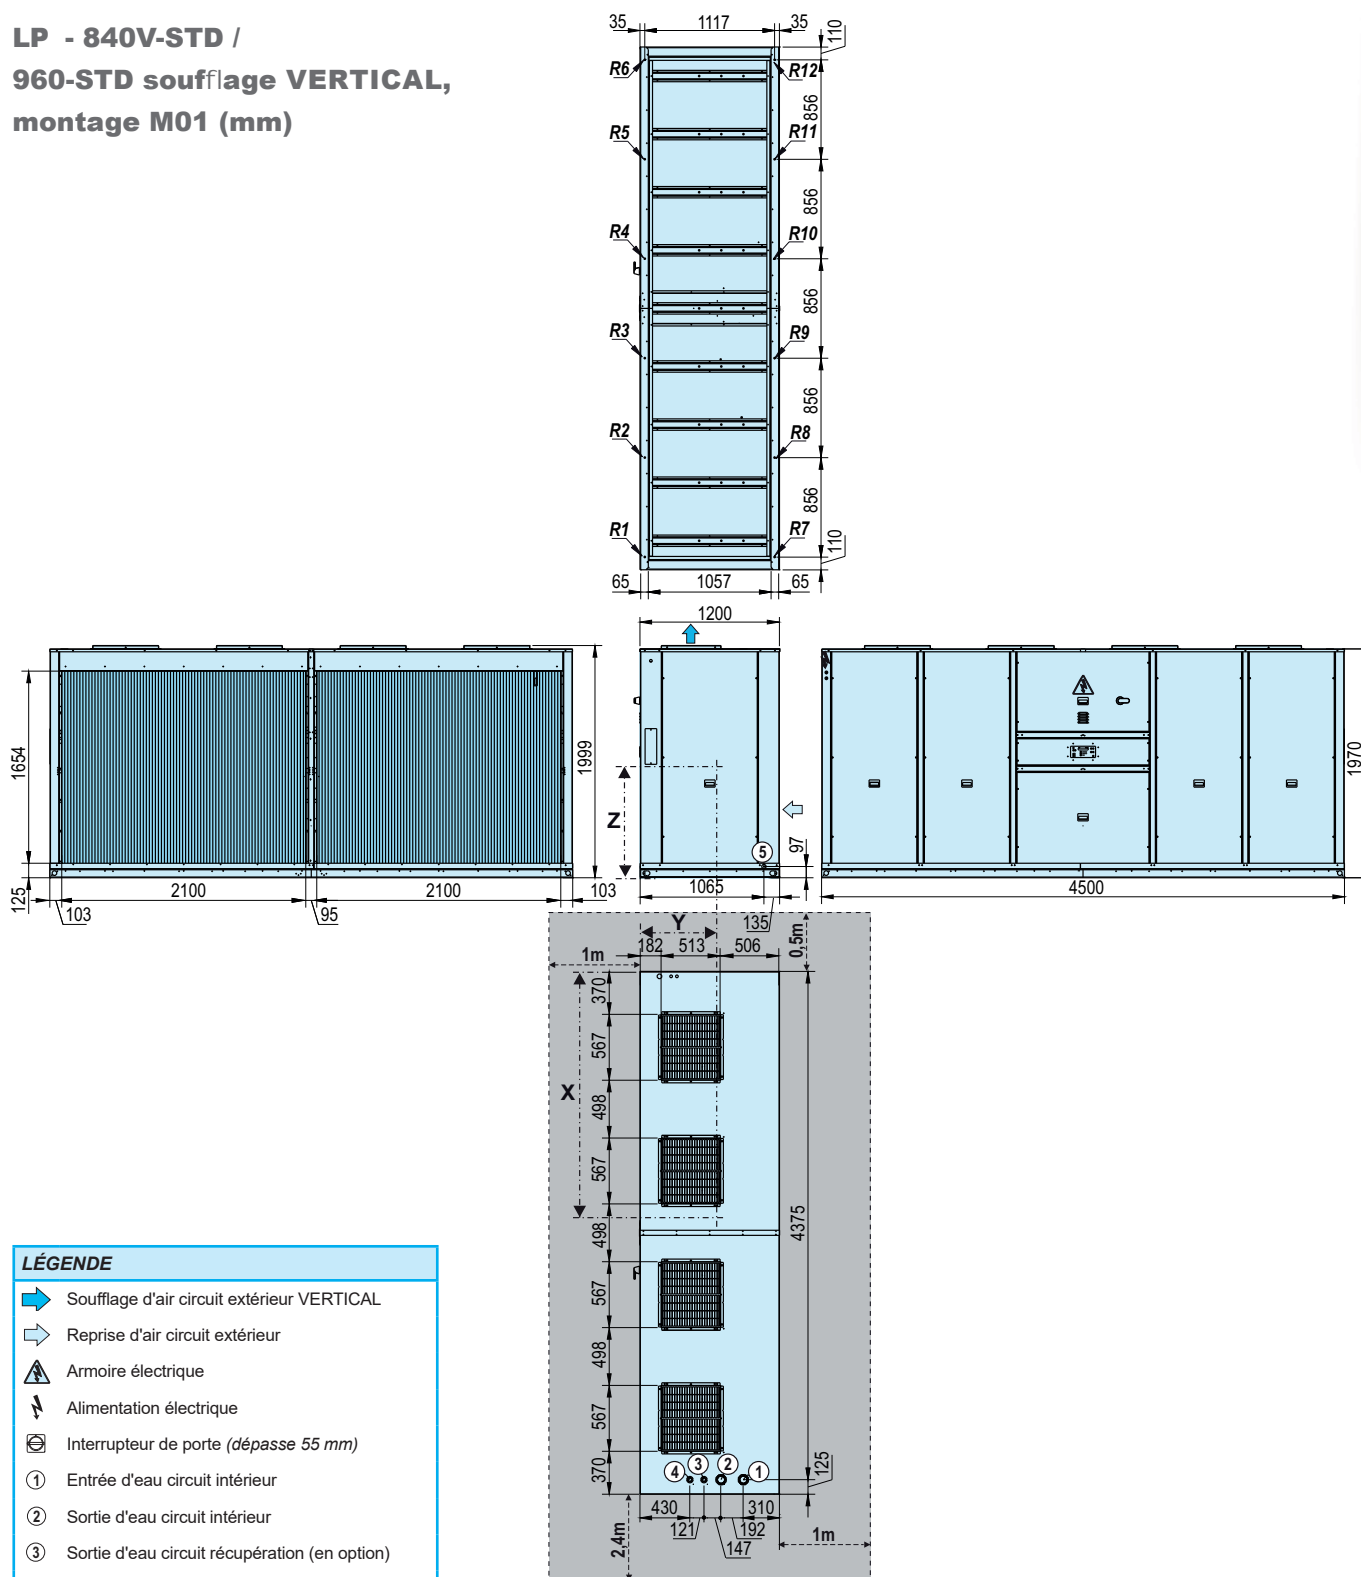 LP - 840V-STD /
960-STD soufflage VERTICAL,
montage M01 (mm)
35 1117 35 110
R6 R12
856
R5 R11
856
R4 R10
856
R3 R9
856
R2 R8
856
R1 R7
110
65 1057 65
1200
1654
1999
125
103 2100 95 2100 103
Z
5
97
1065
135
1970
4500
Y
182 513 506
1m
0,5m
370
567
X
498
567
498
4375
567
498
567
370
4 3 2 1
125
430 310
121 192
147
2,4m
1m
LÉGENDE
Soufflage d'air circuit extérieur VERTICAL
Reprise d'air circuit extérieur
Armoire électrique
Alimentation électrique
Interrupteur de porte (dépasse 55 mm)
1 Entrée d'eau circuit intérieur
2 Sortie d'eau circuit intérieur
3 Sortie d'eau circuit récupération (en option)